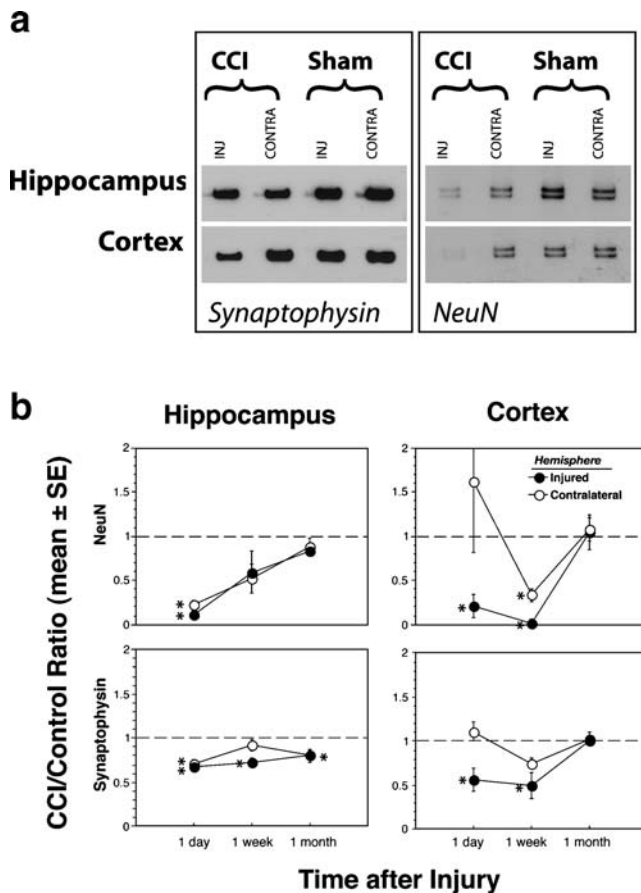 a
CCI Sham CCI Sham
INJ CONTRA INJ CONTRA INJ CONTRA INJ CONTRA
Hippocampus
Cortex
Synaptophysin NeuN
b
Hippocampus Cortex
CCI/Control Ratio (mean ± SE)
NeuN
2
1.5
1
0.5
0
* *
2
1.5
1
0.5
0
Hemisphere
Injured
Contralateral
* * *
Synaptophysin
2
1.5
1
0.5
0
* * * *
2
1.5
1
0.5
0
* *
1 day 1 week 1 month 1 day 1 week 1 month
Time after Injury